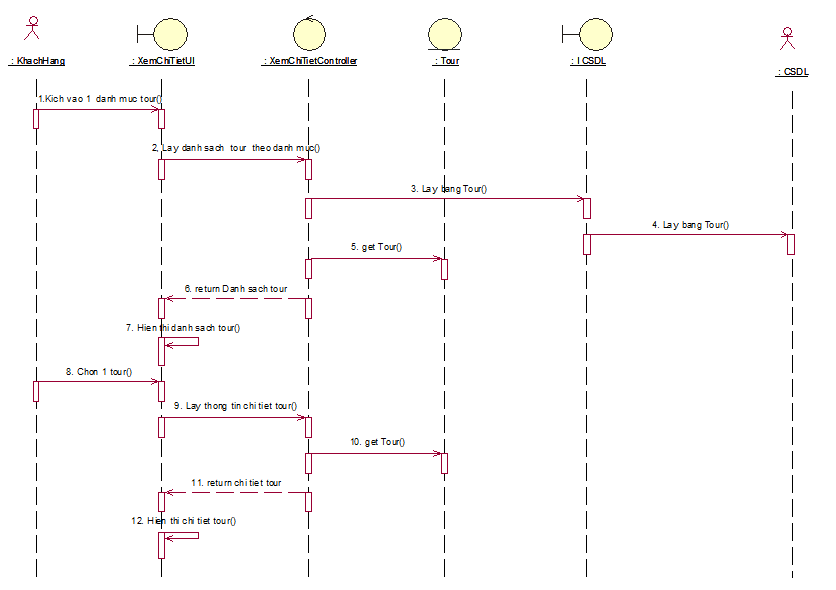 : KhachHang
: XemChiTietUI
: XemChiTietController
: Tour
: ICSDL
: CSDL
1.Kich vao 1 danh muc tour()
2. Lay danh sach tour theo danh muc()
3. Lay bang Tour()
4. Lay bang Tour()
5. get Tour()
6. return Danh sach tour
7. Hien thi danh sach tour()
8. Chon 1 tour()
9. Lay thong tin chi tiet tour()
10. get Tour()
11. return chi tiet tour
12. Hien thi chi tiet tour()